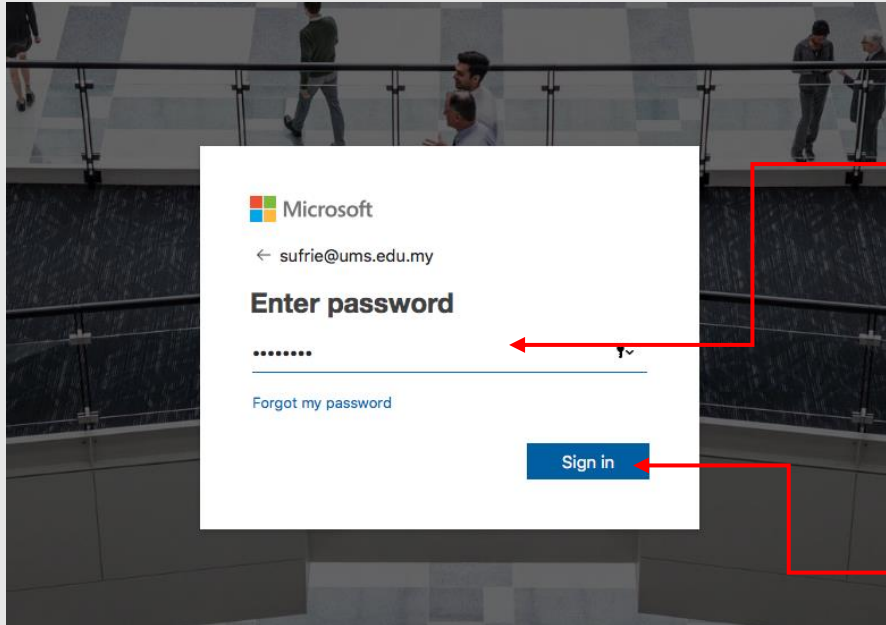 Microsoft
← sufrie@ums.edu.my
Enter password
••••••••
Forgot my password
Sign in